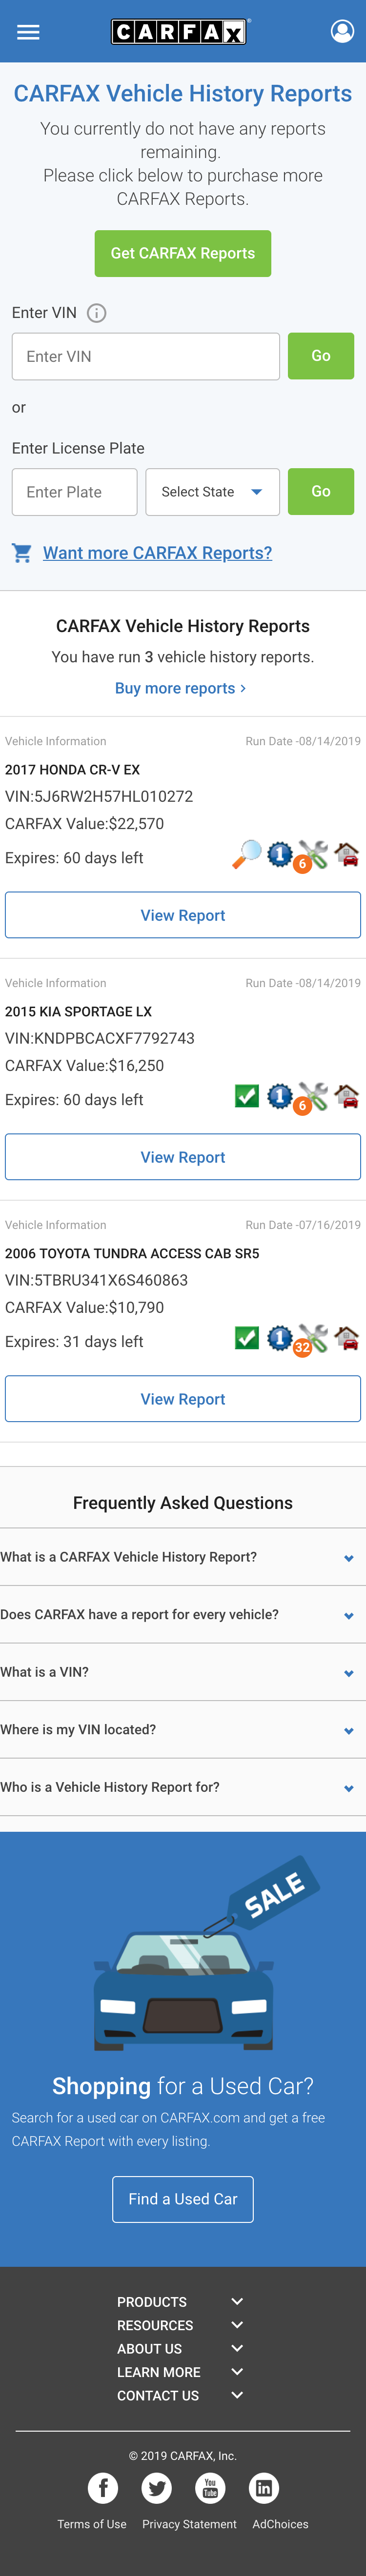 CARFAX
CARFAX Vehicle History Reports
You currently do not have any reports
remaining.
Please click below to purchase more
CARFAX Reports.
Get CARFAX Reports
Enter VIN
Enter VIN
Go
or
Enter License Plate
Enter Plate
Select State
Go
Want more CARFAX Reports?
CARFAX Vehicle History Reports
You have run 3 vehicle history reports.
Buy more reports
Vehicle Information Run Date -08/14/2019
2017 HONDA CR-V EX
VIN:5J6RW2H57HL010272
CARFAX Value:$22,570
Expires: 60 days left 1 6
View Report
Vehicle Information Run Date -08/14/2019
2015 KIA SPORTAGE LX
VIN:KNDPBCACXF7792743
CARFAX Value:$16,250
Expires: 60 days left 1 6
View Report
Vehicle Information Run Date -07/16/2019
2006 TOYOTA TUNDRA ACCESS CAB SR5
VIN:5TBRU341X6S460863
CARFAX Value:$10,790
Expires: 31 days left 1 32
View Report
Frequently Asked Questions
What is a CARFAX Vehicle History Report?
Does CARFAX have a report for every vehicle?
What is a VIN?
Where is my VIN located?
Who is a Vehicle History Report for?
SALE
Shopping for a Used Car?
Search for a used car on CARFAX.com and get a free
CARFAX Report with every listing.
Find a Used Car
PRODUCTS
RESOURCES
ABOUT US
LEARN MORE
CONTACT US
© 2019 CARFAX, Inc.
f You Tube in
Terms of Use Privacy Statement AdChoices